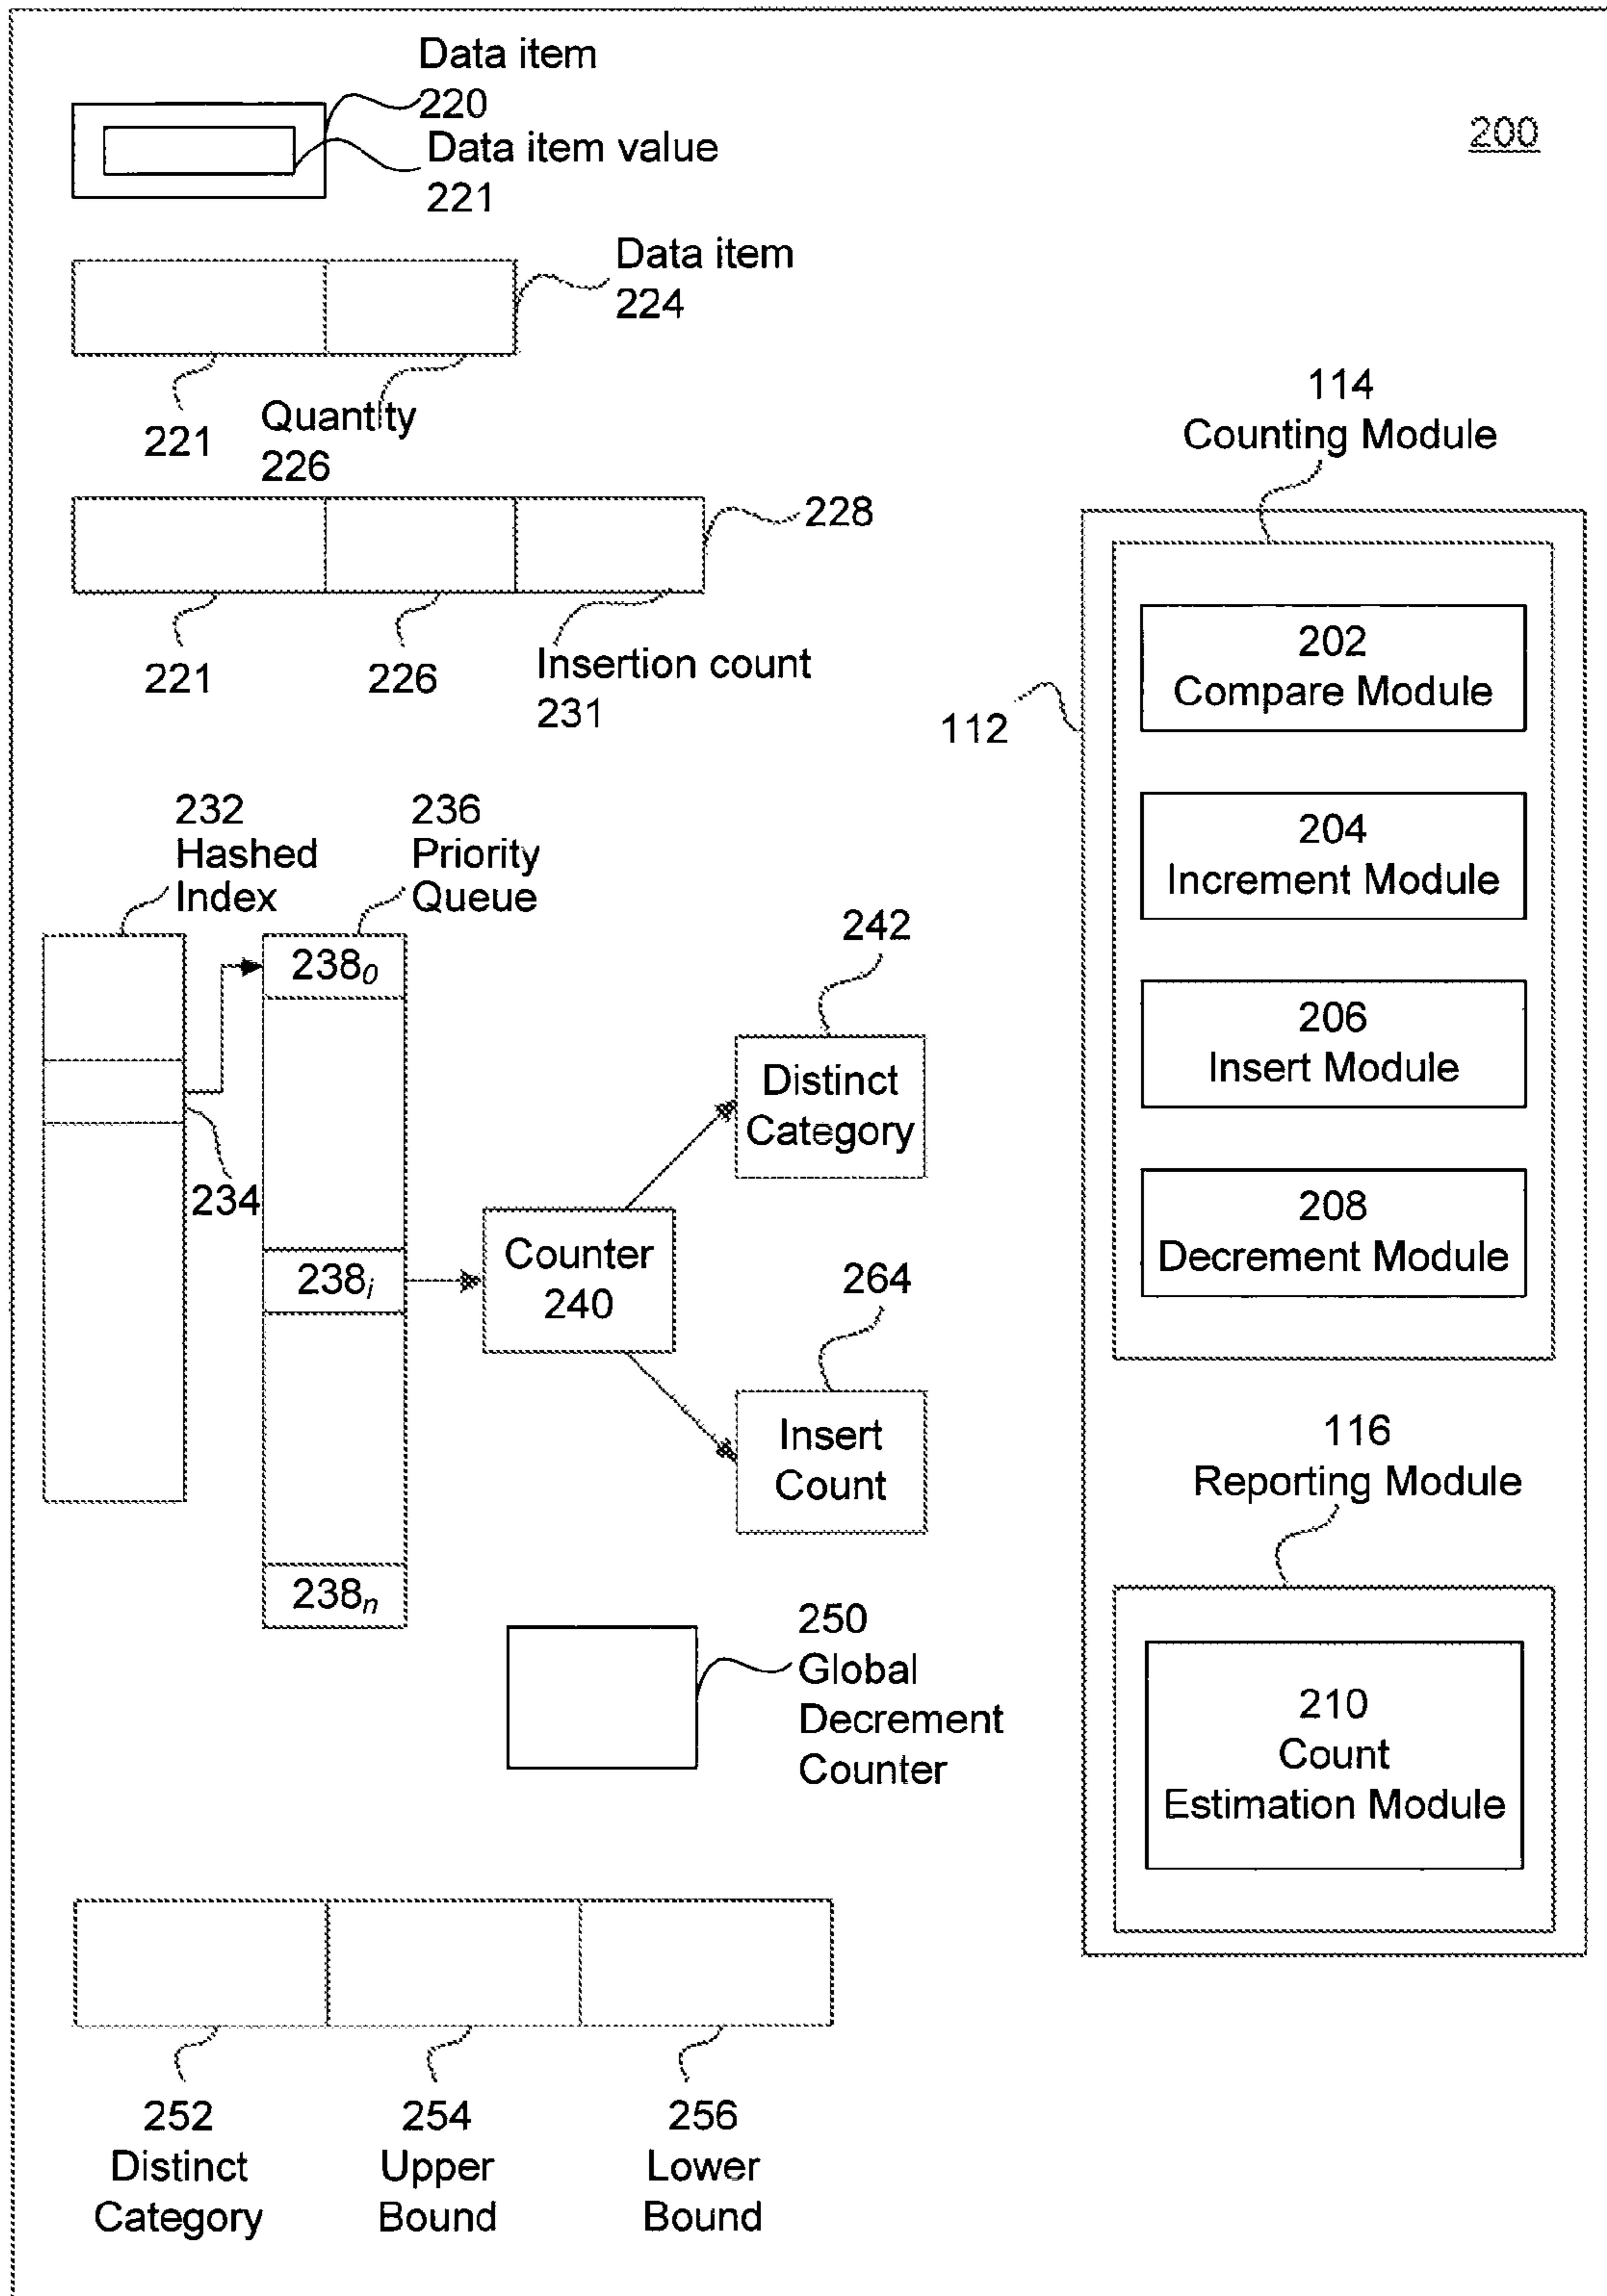 Data item
220
200
Data item value
221
Data item
224
221
Quantity
226
228
221
226
Insertion count
231
114
Counting Module
112
202
Compare Module
204
Increment Module
206
Insert Module
208
Decrement Module
232
Hashed
Index
236
Priority
Queue
2380
234
238i
238n
Counter
240
242
Distinct
Category
264
Insert
Count
116
Reporting Module
210
Count
Estimation Module
250
Global
Decrement
Counter
252
Distinct
Category
254
Upper
Bound
256
Lower
Bound